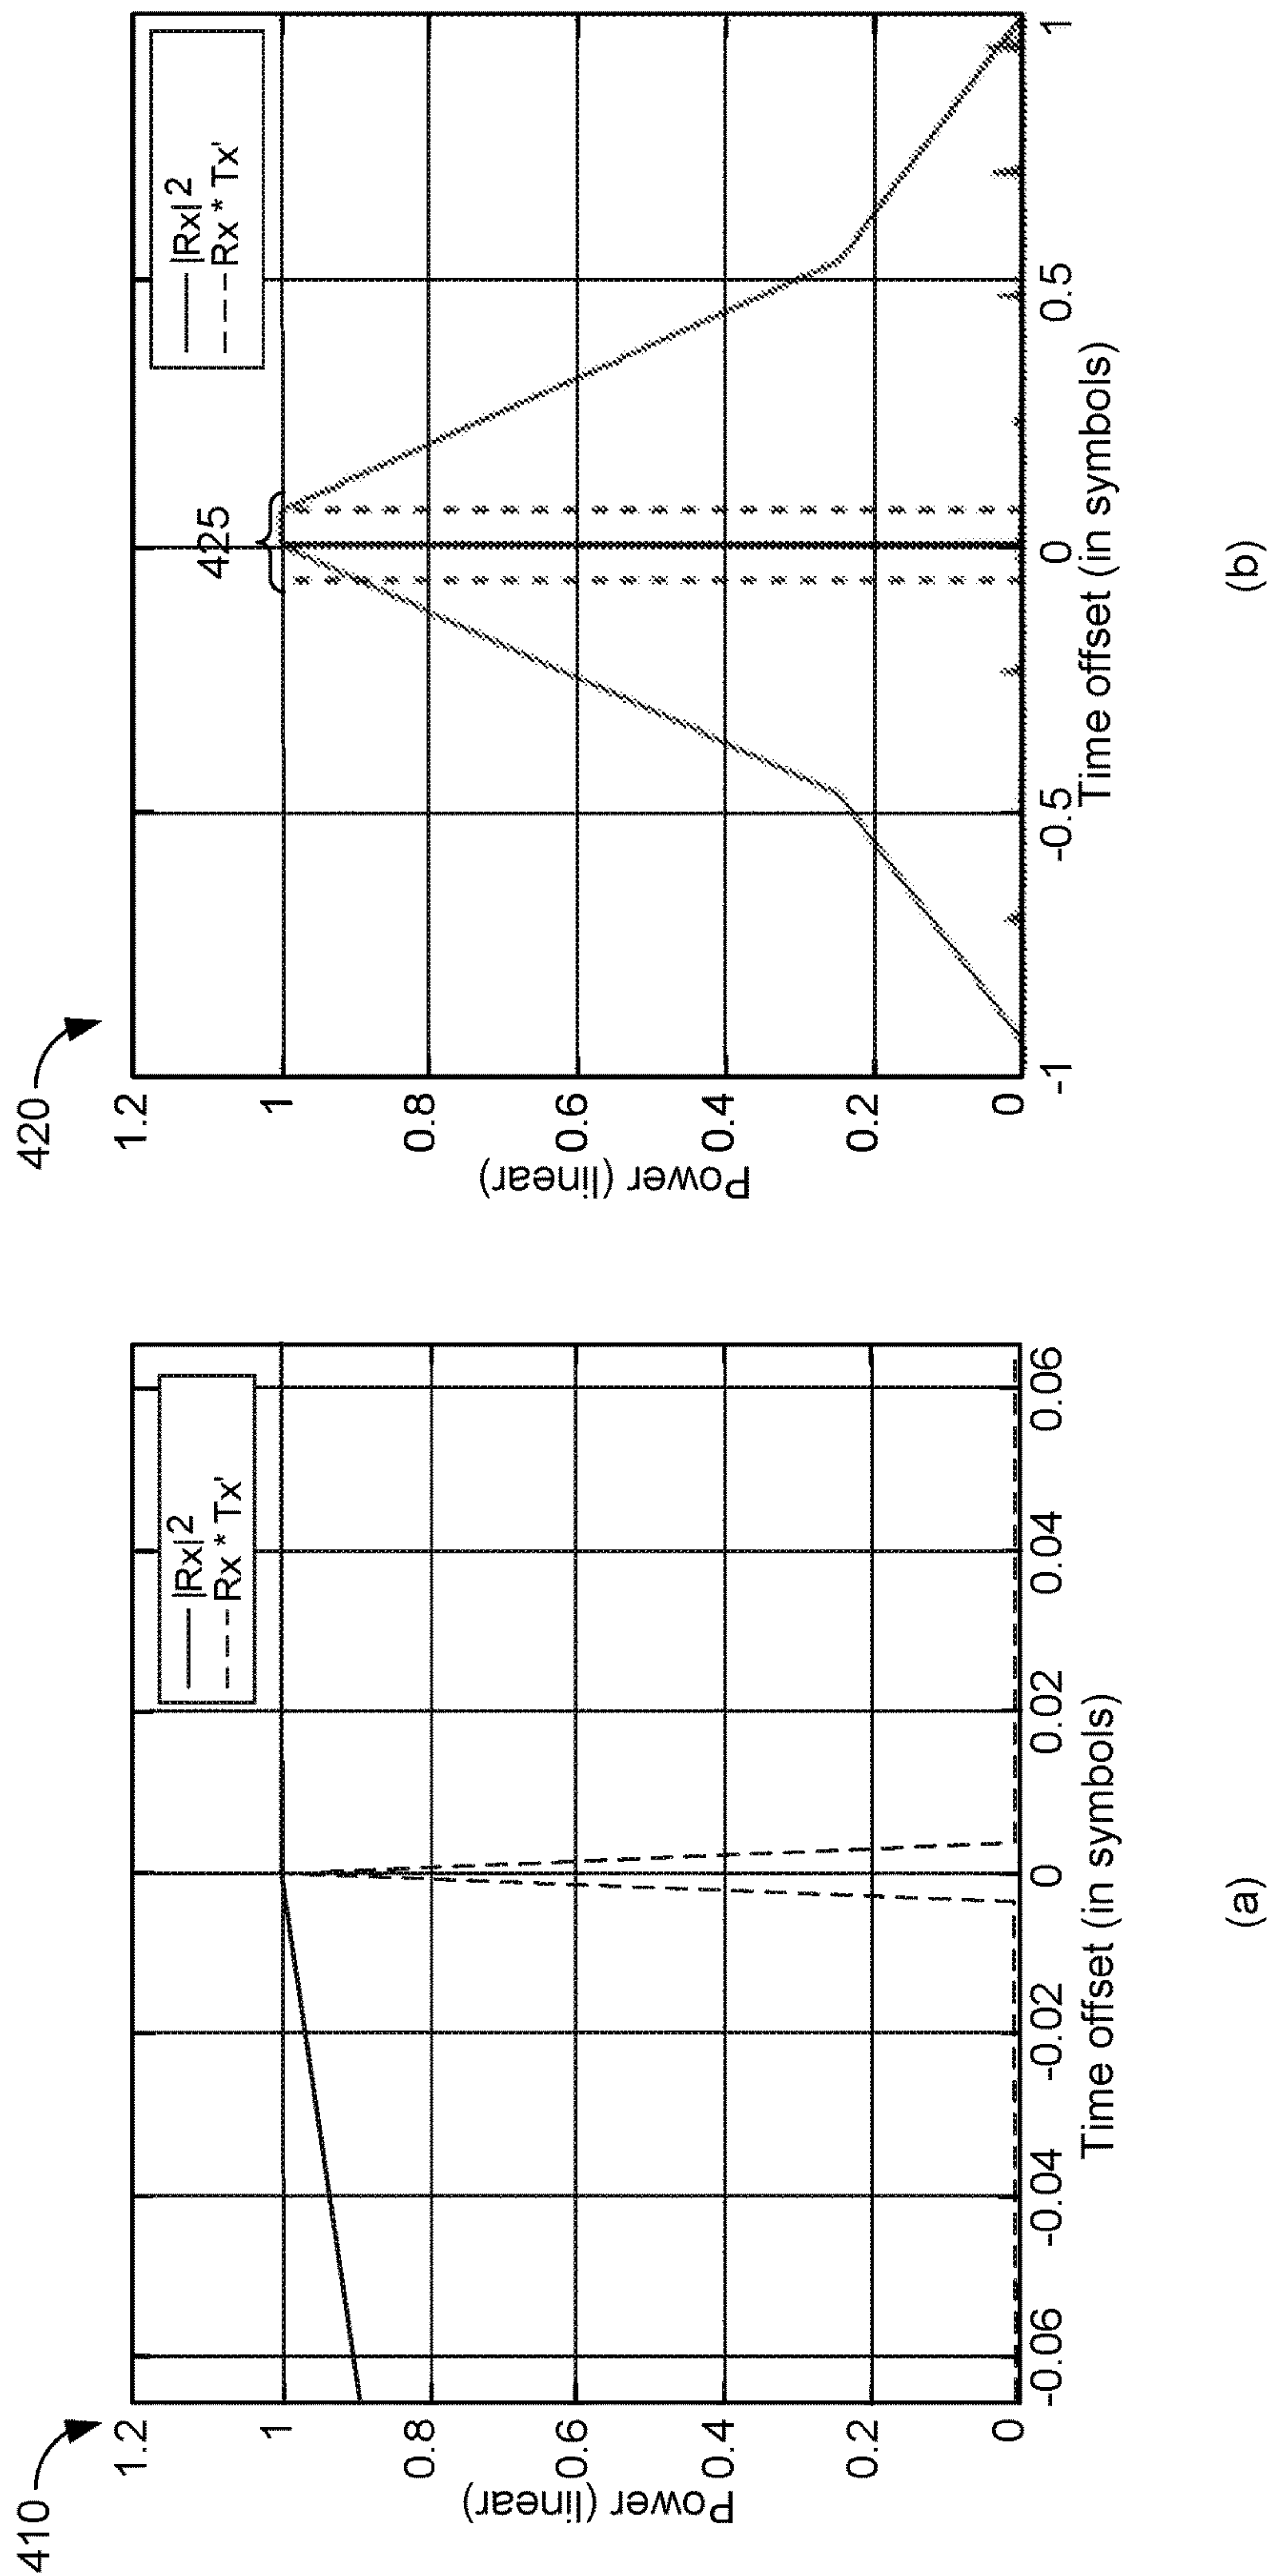 410
1.2
1
0.8
0.6
0.4
0.2
0
Power (linear)
|Rx|²
Rx * Tx'
-0.06
-0.04
-0.02
0
0.02
0.04
0.06
Time offset (in symbols)
(a)
420
1.2
1
0.8
0.6
0.4
0.2
0
Power (linear)
425
|Rx|²
Rx * Tx'
-1
-0.5
0
0.5
1
Time offset (in symbols)
(b)